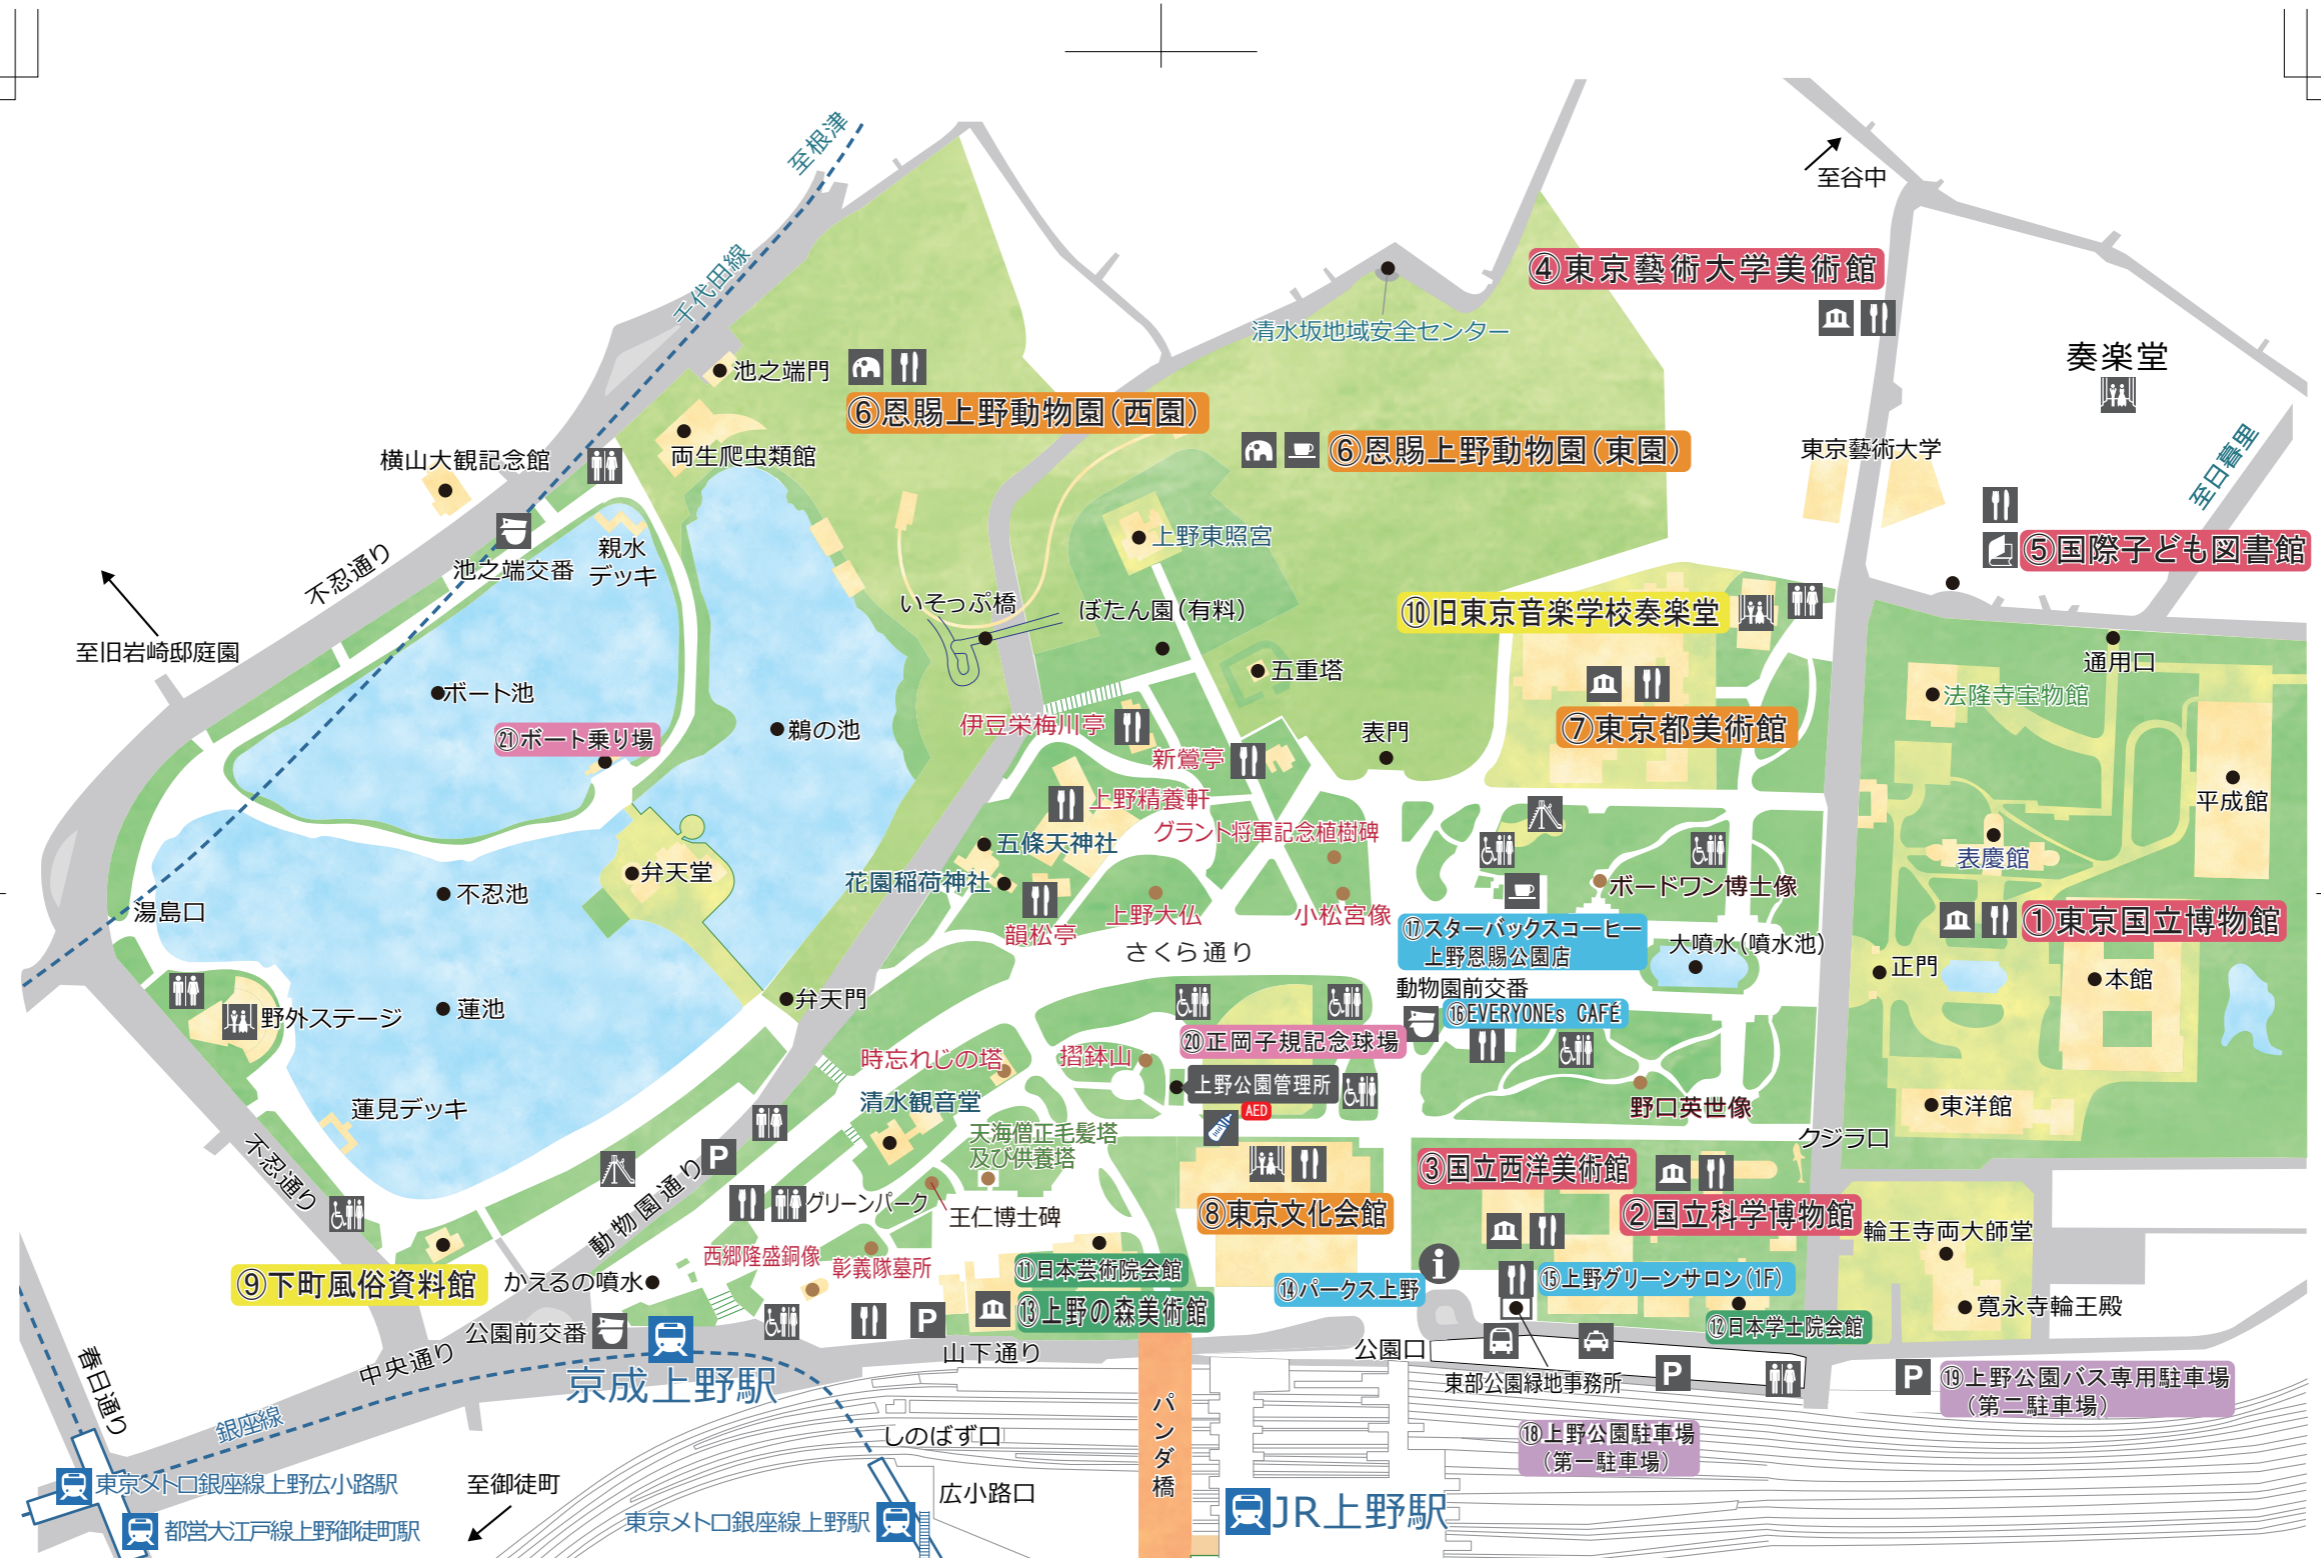 至根津
千代田線
至谷中
④東京藝術大学美術館
清水坂地域安全センター
奏楽堂
池之端門
⑥恩賜上野動物園(西園)
⑥恩賜上野動物園(東園)
東京藝術大学
至日暮里
横山大観記念館
両生爬虫類館
⑤国際子ども図書館
池之端交番
親水
デッキ
不忍通り
上野東照宮
いそっぷ橋
ぼたん園(有料)
⑩旧東京音楽学校奏楽堂
至旧岩崎邸庭園
通用口
五重塔
ボート池
法隆寺宝物館
㉑ボート乗り場
鵜の池
伊豆栄梅川亭
表門
⑦東京都美術館
新鶯亭
平成館
上野精養軒
グラント将軍記念植樹碑
五條天神社
表慶館
弁天堂
花園稲荷神社
ボードワン博士像
不忍池
湯島口
韻松亭
上野大仏
小松宮像
①東京国立博物館
⑰スターバックスコーヒー
上野恩賜公園店
さくら通り
大噴水(噴水池)
正門
本館
動物園前交番
弁天門
蓮池
野外ステージ
⑯EVERYONEs CAFÉ
⑳正岡子規記念球場
時忘れじの塔
摺鉢山
上野公園管理所
AED
清水観音堂
蓮見デッキ
野口英世像
東洋館
天海僧正毛髪塔
及び供養塔
クジラ口
不忍通り
動物園通り
P
③国立西洋美術館
②国立科学博物館
グリーンパーク
王仁博士碑
⑧東京文化会館
輪王寺両大師堂
西郷隆盛銅像
彰義隊墓所
⑨下町風俗資料館
かえるの噴水
⑪日本芸術院会館
⑭パークス上野
i
⑮上野グリーンサロン(1F)
⑬上野の森美術館
寛永寺輪王殿
⑫日本学士院会館
公園前交番
P
春日通り
中央通り
京成上野駅
山下通り
公園口
東部公園緑地事務所
P
P
⑲上野公園バス専用駐車場
(第二駐車場)
銀座線
パンダ橋
しのばず口
⑱上野公園駐車場
(第一駐車場)
東京メトロ銀座線上野広小路駅
至御徒町
広小路口
都営大江戸線上野御徒町駅
東京メトロ銀座線上野駅
JR上野駅